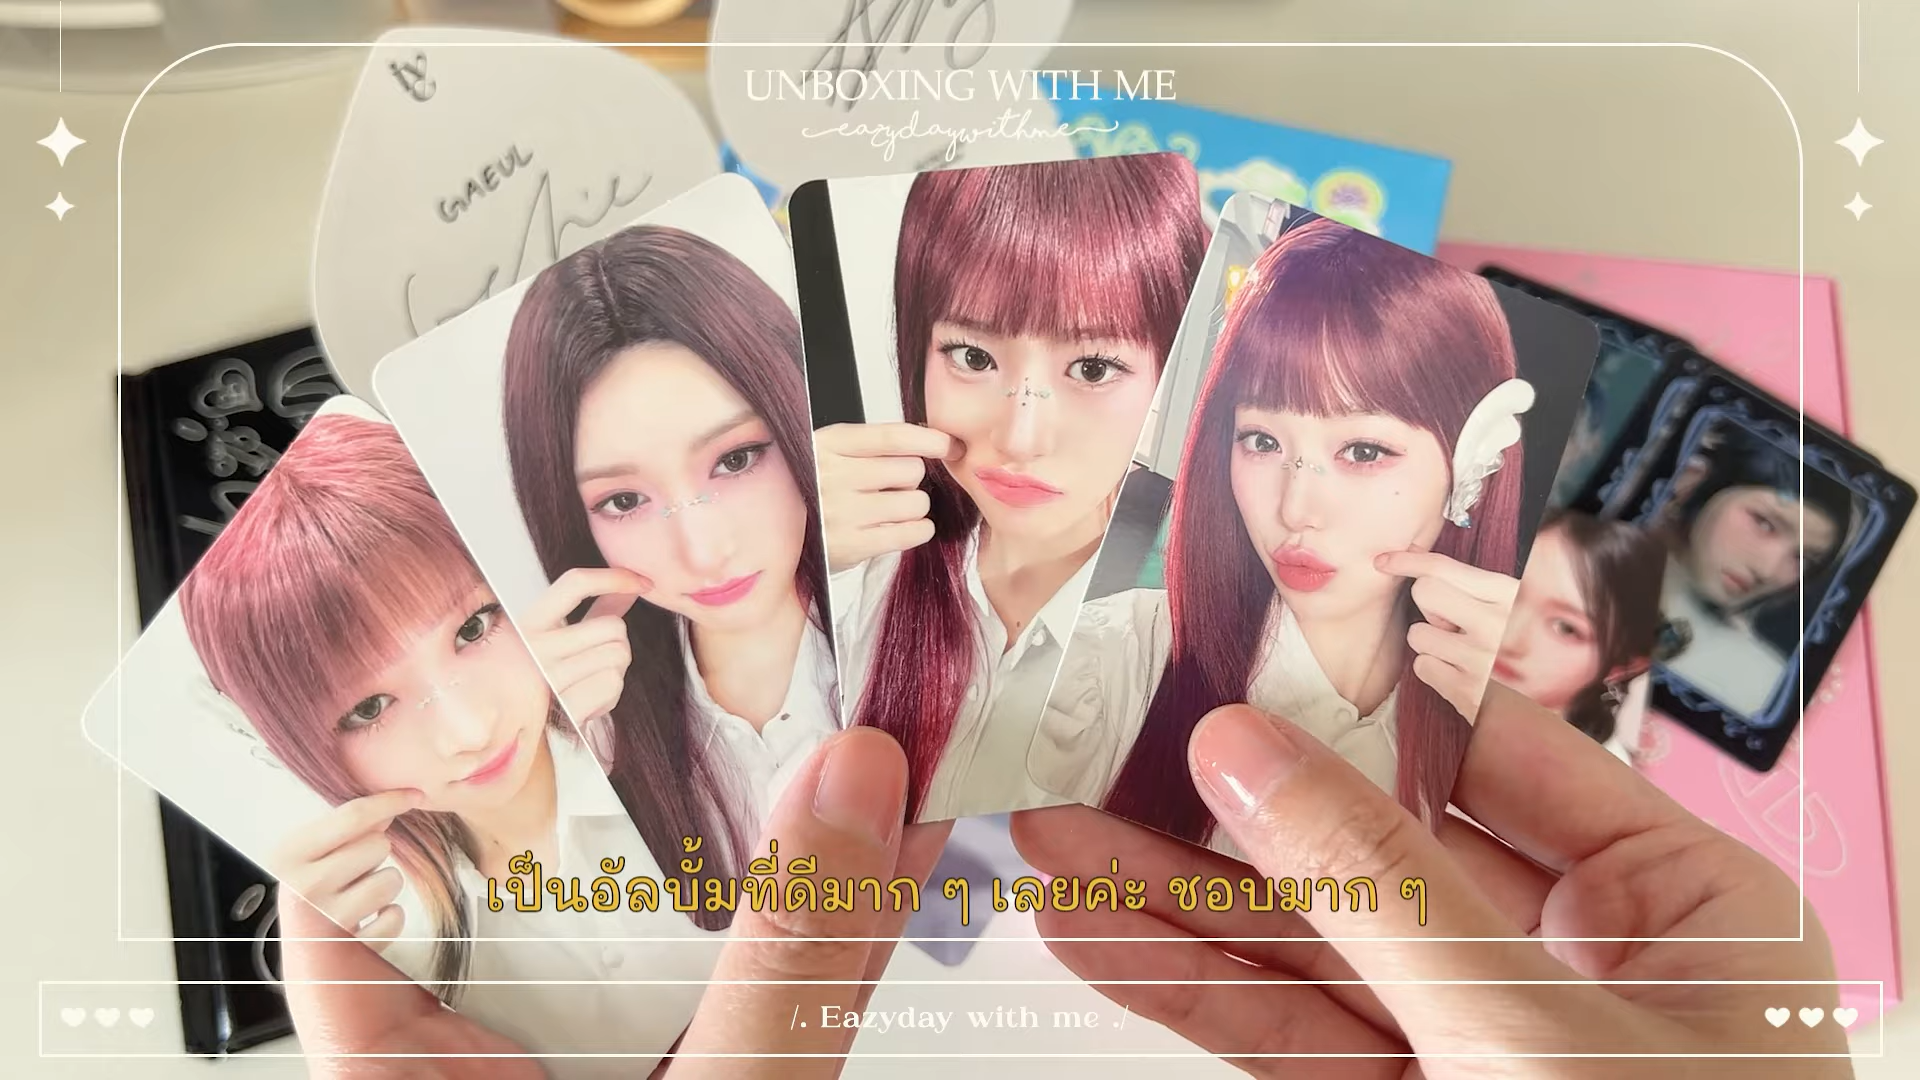 UNBOXING WITH ME
eazydaywithme
IVE
GAEUL
เป็นอัลบั้มที่ดีมาก ๆ เลยค่ะ ชอบมาก ๆ
/. Eazyday with me ./